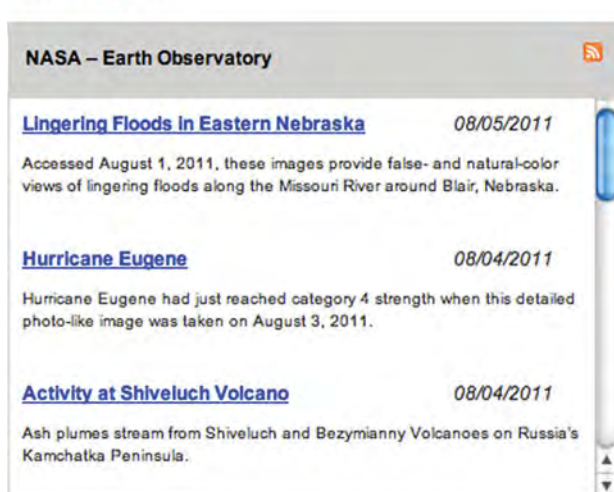 NASA – Earth Observatory
Lingering Floods in Eastern Nebraska 08/05/2011
Accessed August 1, 2011, these images provide false- and natural-color
views of lingering floods along the Missouri River around Blair, Nebraska.
Hurricane Eugene 08/04/2011
Hurricane Eugene had just reached category 4 strength when this detailed
photo-like image was taken on August 3, 2011.
Activity at Shiveluch Volcano 08/04/2011
Ash plumes stream from Shiveluch and Bezymianny Volcanoes on Russia's
Kamchatka Peninsula.